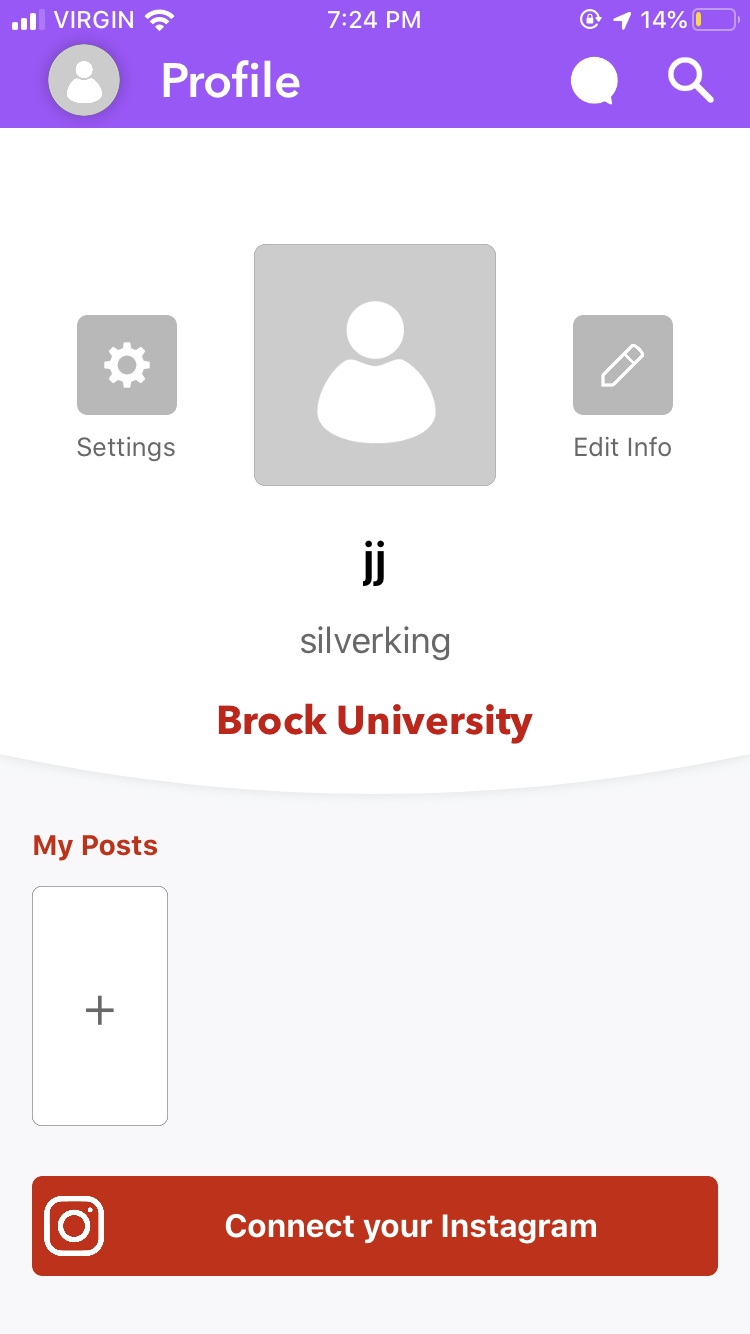 VIRGIN 7:24 PM 14%
Profile
Settings
Edit Info
jj
silverking
Brock University
My Posts
+
Connect your Instagram